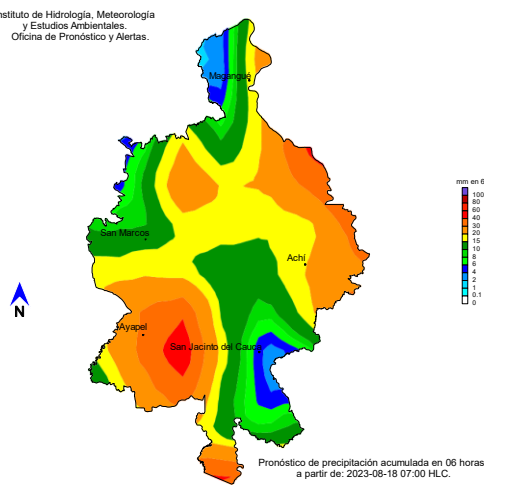 nstituto de Hidrología, Meteorología
y Estudios Ambientales.
Oficina de Pronóstico y Alertas.
Magangué
San Marcos
Achí
Ayapel
San Jacinto del Cauca
mm en 6
100
80
60
40
30
20
15
10
8
6
4
2
1
0.1
0
N
Pronóstico de precipitación acumulada en 06 horas
a partir de: 2023-08-18 07:00 HLC.